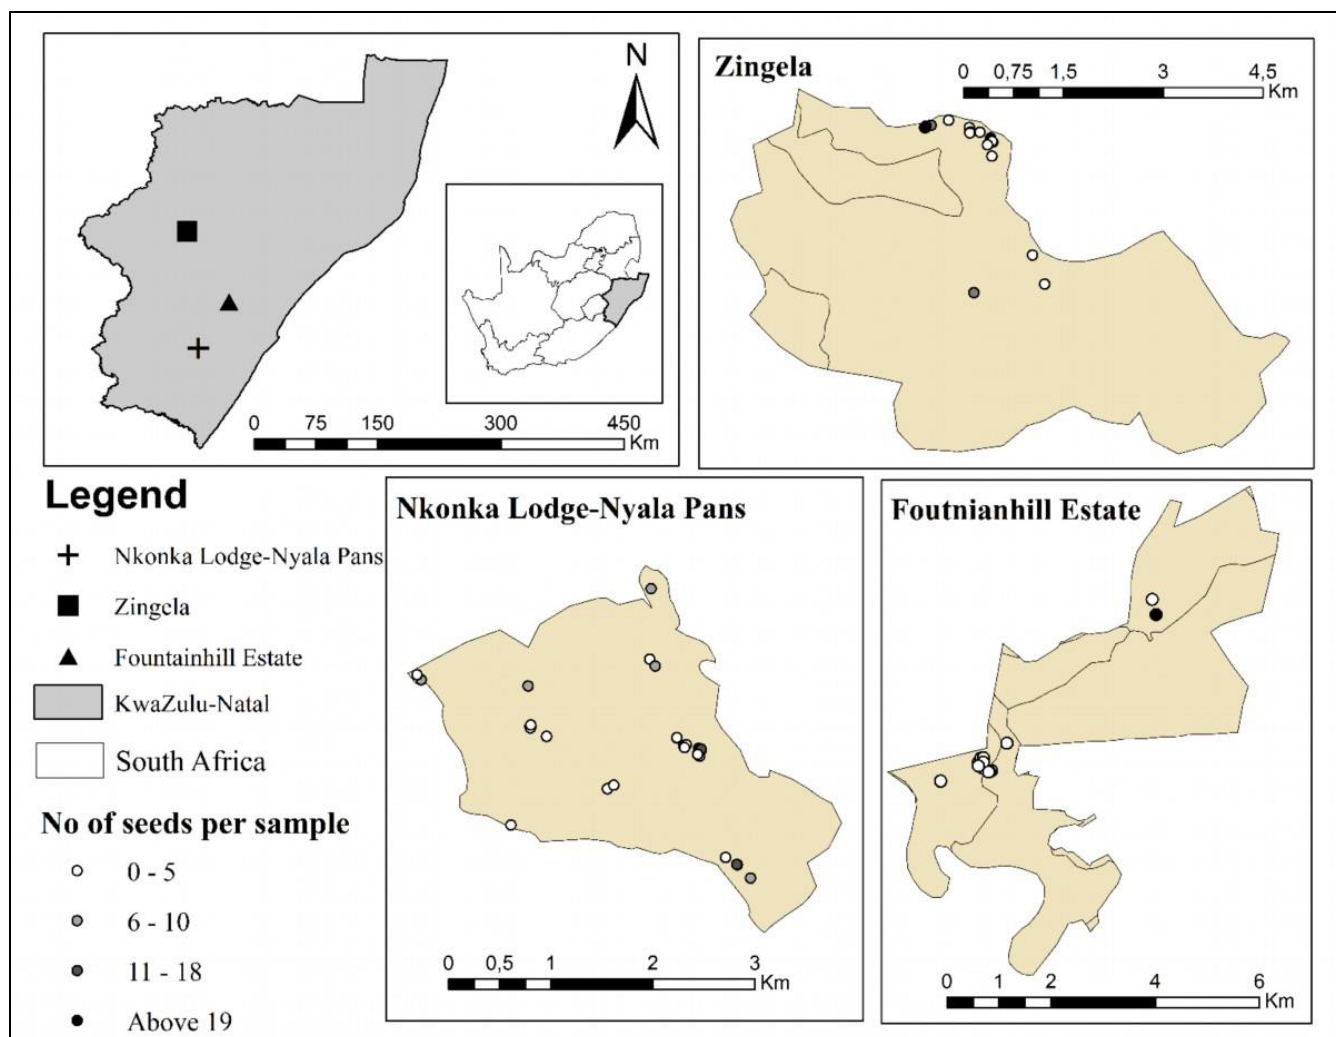 N
0 75 150 300 450
Km
Zingela
0 0,75 1,5 3 4,5
Km
Legend
Nkonka Lodge-Nyala Pans
Zingela
Fountainhill Estate
KwaZulu-Natal
South Africa
No of seeds per sample
0 - 5
6 - 10
11 - 18
Above 19
Nkonka Lodge-Nyala Pans
0 0,5 1 2 3
Km
Foutnianhill Estate
0 1 2 4 6
Km